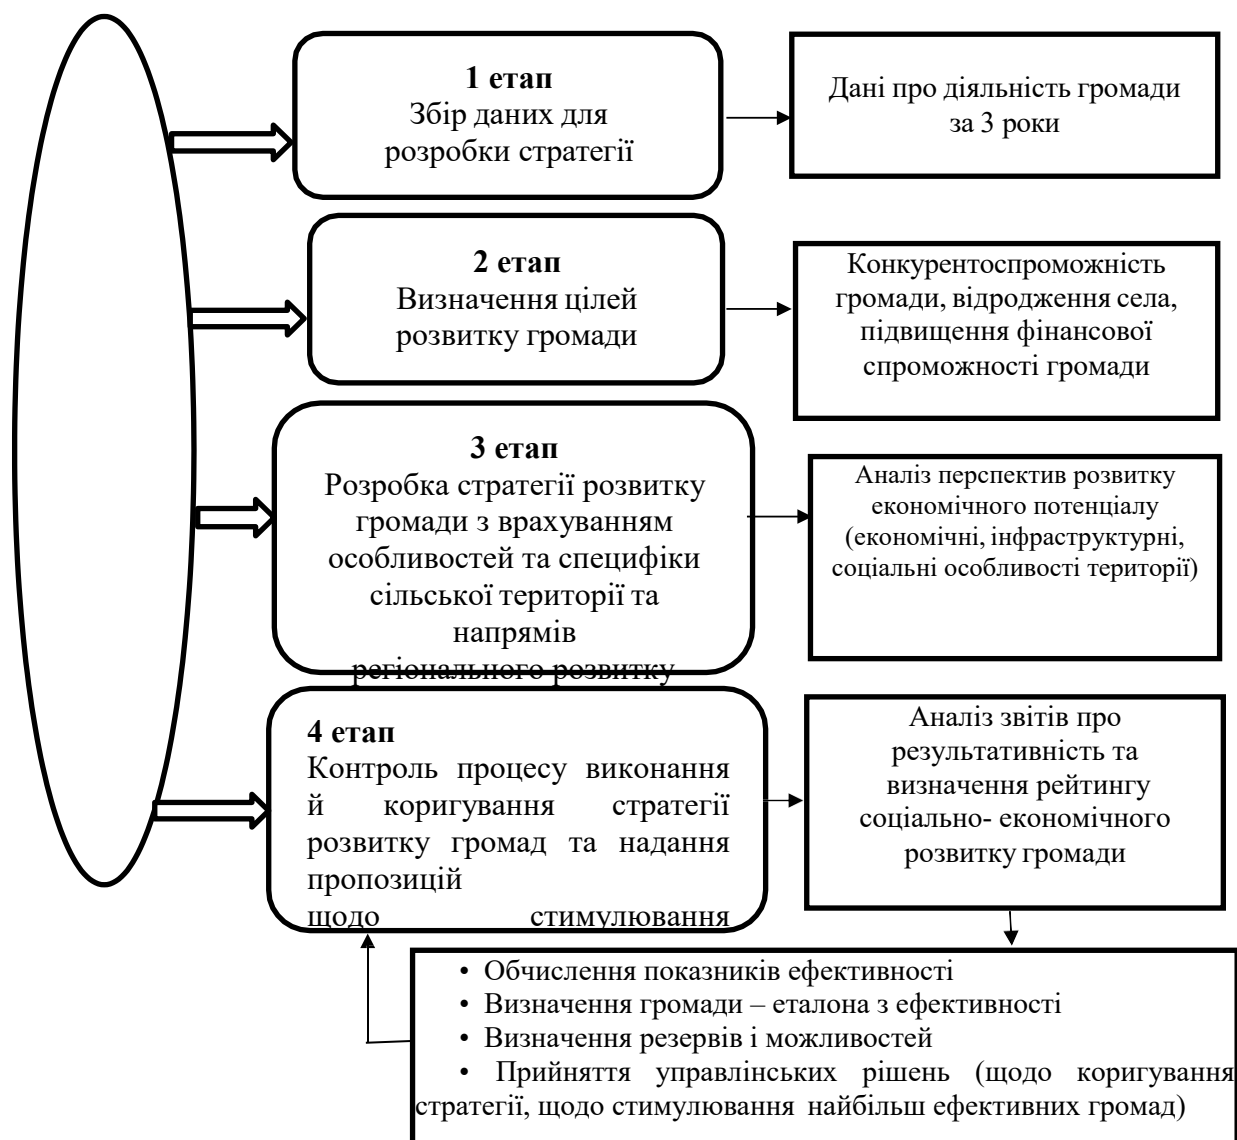 1 етап
Збір даних для
розробки стратегії
Дані про діяльність громади
за 3 роки
2 етап
Визначення цілей
розвитку громади
Конкурентоспроможність
громади, відродження села,
підвищення фінансової
спроможності громади
3 етап
Розробка стратегії розвитку
громади з врахуванням
особливостей та специфіки
сільської території та
напрямів
регіонального розвитку
Аналіз перспектив розвитку
економічного потенціалу
(економічні, інфраструктурні,
соціальні особливості території)
4 етап
Контроль процесу виконання
й коригування стратегії
розвитку громад та надання
пропозицій
щодо стимулювання
Аналіз звітів про
результативність та
визначення рейтингу
соціально- економічного
розвитку громади
• Обчислення показників ефективності
• Визначення громади – еталона з ефективності
• Визначення резервів і можливостей
• Прийняття управлінських рішень (щодо коригування
стратегії, щодо стимулювання найбільш ефективних громад)